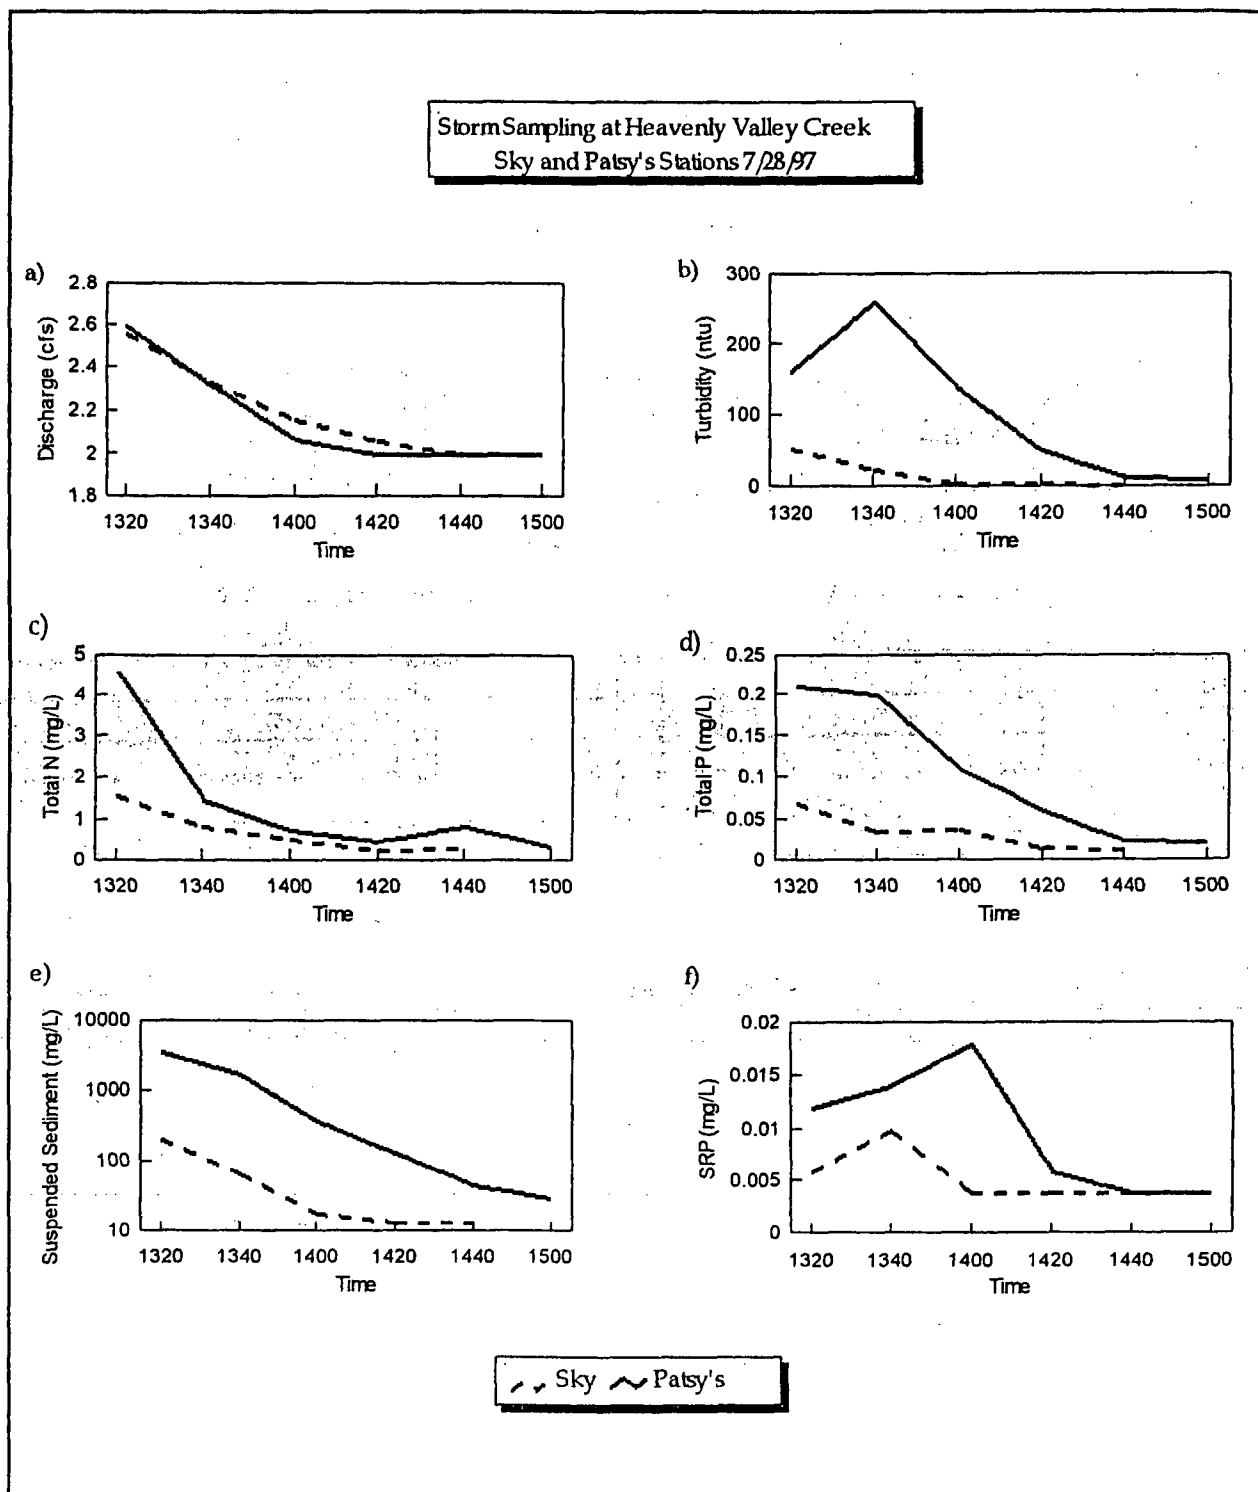 Storm Sampling at Heavenly Valley Creek
Sky and Patsy's Stations 7/28/97
a)
2.8
2.6
2.4
2.2
2
1.8
Discharge (cfs)
1320 1340 1400 1420 1440 1500
Time
b)
300
200
100
0
Turbidity (ntu)
1320 1340 1400 1420 1440 1500
Time
c)
5
4
3
2
1
0
Total N (mg/L)
1320 1340 1400 1420 1440 1500
Time
d)
0.25
0.2
0.15
0.1
0.05
0
Total P (mg/L)
1320 1340 1400 1420 1440 1500
Time
e)
10000
1000
100
10
Suspended Sediment (mg/L)
1320 1340 1400 1420 1440 1500
Time
f)
0.02
0.015
0.01
0.005
0
SRP (mg/L)
1320 1340 1400 1420 1440 1500
Time
Sky Patsy's